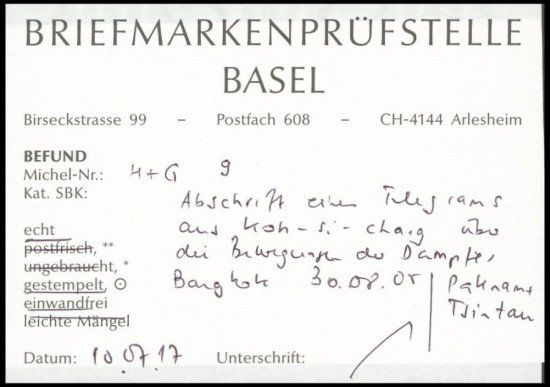 BRIEFMARKENPRÜFSTELLE
BASEL
Birseckstrasse 99 – Postfach 608 – CH-4144 Arlesheim
BEFUND
Michel-Nr.: H+G 9
Kat. SBK:
Abschrift eines Telegrams
aus Koh-si-chang über
die Bewegungen der Dampfer
Bangkok 30.08.05 Paknam
Tsintau
echt
postfrisch, **
ungebraucht, *
gestempelt, ⊙
einwandfrei
leichte Mängel
Datum: 10.07.17 Unterschrift: